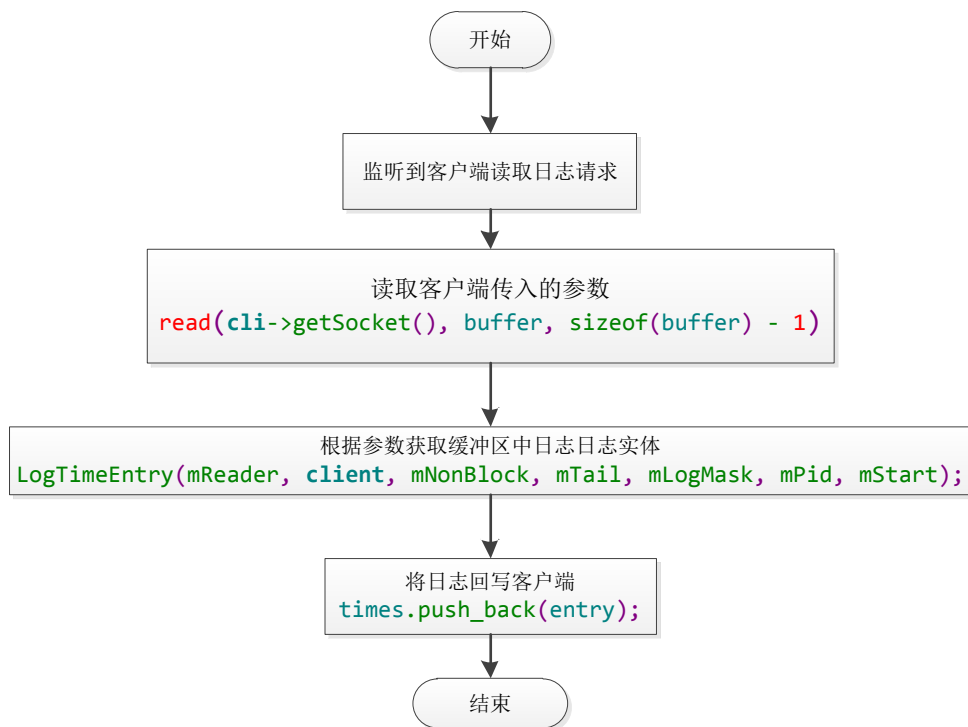 开始
监听到客户端读取日志请求
读取客户端传入的参数
read(cli->getSocket(), buffer, sizeof(buffer) - 1)
根据参数获取缓冲区中日志日志实体
LogTimeEntry(mReader, client, mNonBlock, mTail, mLogMask, mPid, mStart);
将日志回写客户端
times.push_back(entry);
结束